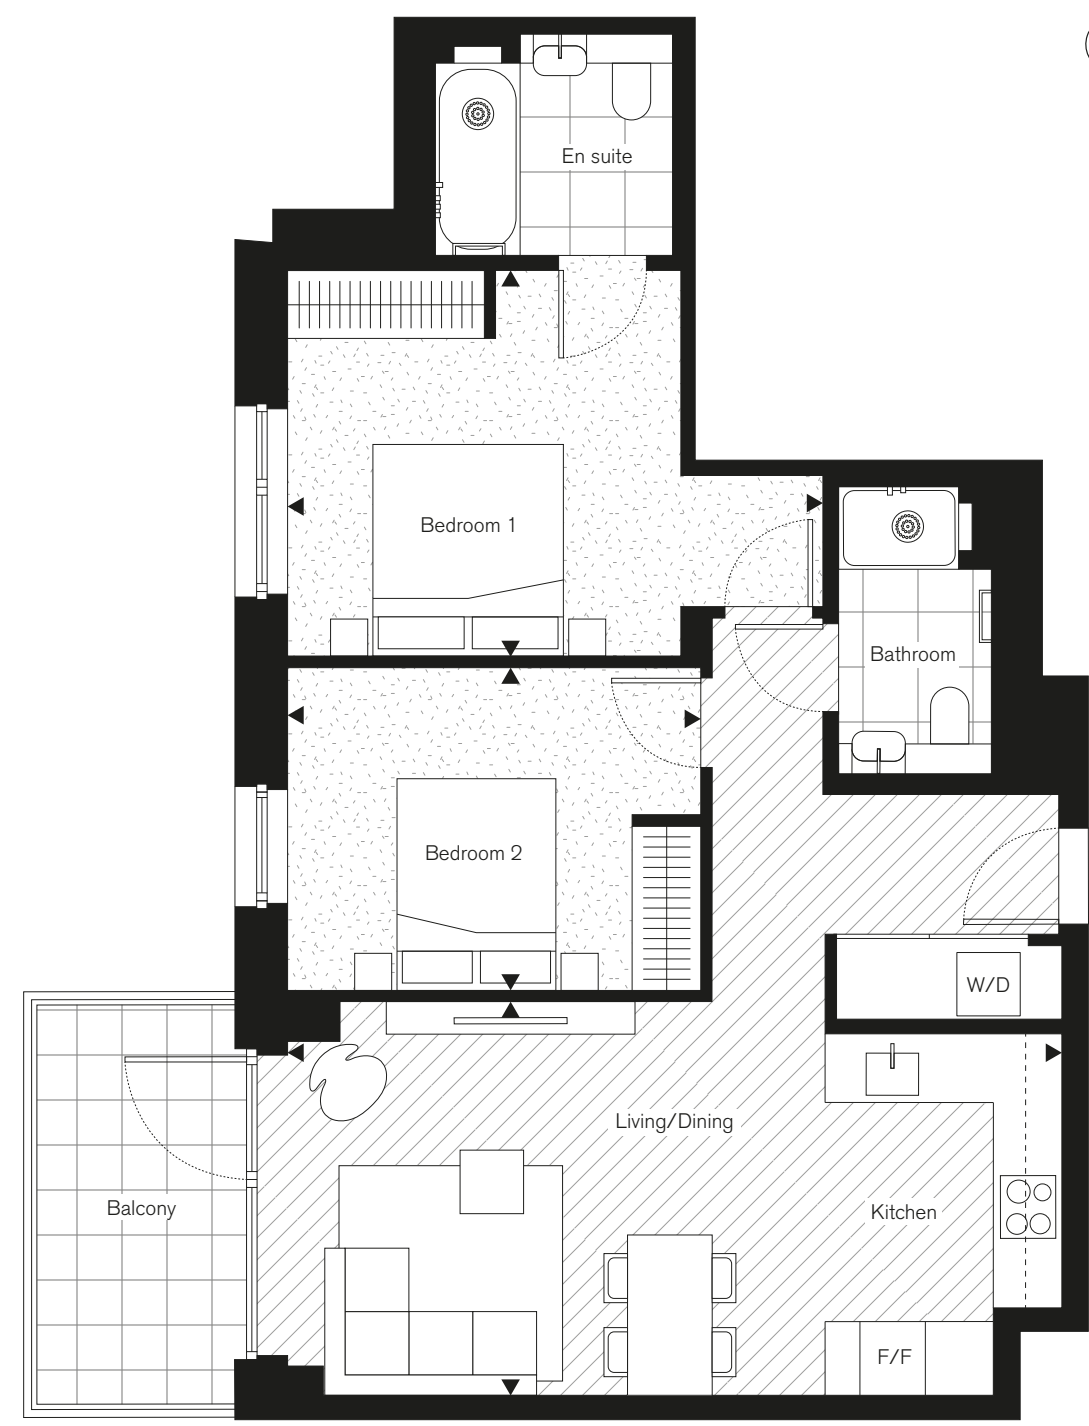 En suite
Bedroom 1
Bathroom
Bedroom 2
W/D
Living/Dining
Balcony
Kitchen
F/F